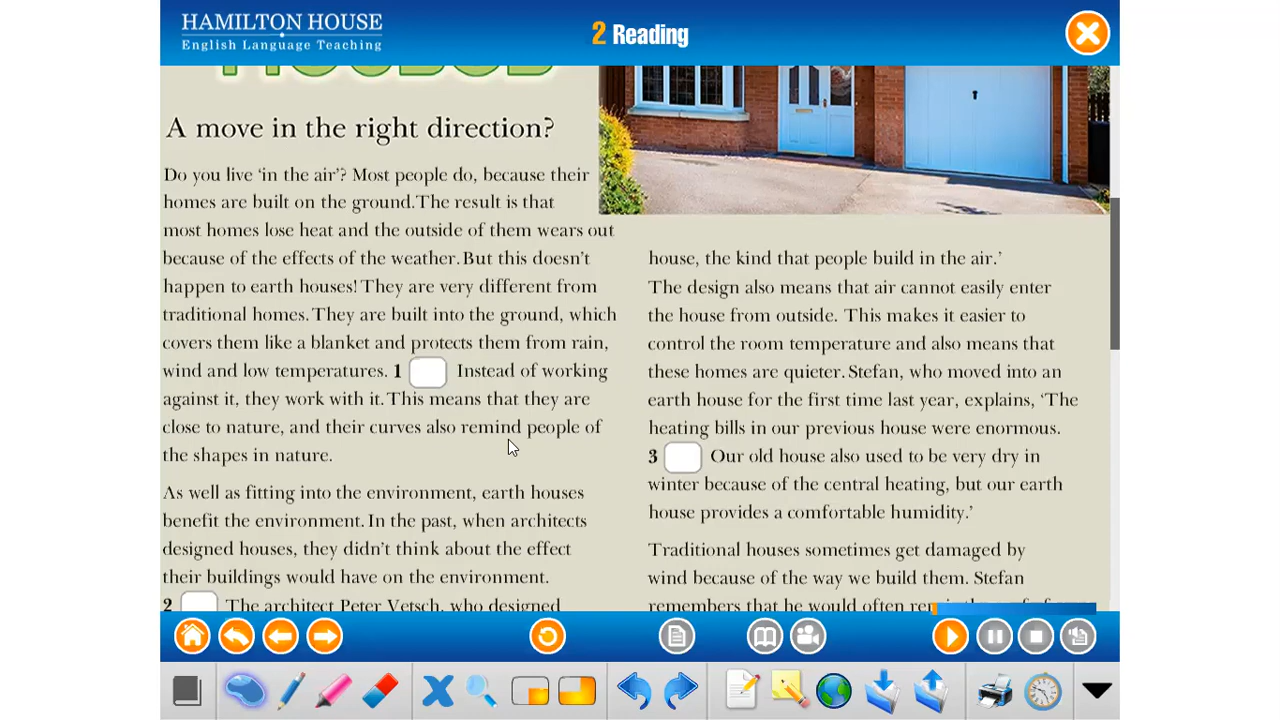 HAMILTON HOUSE
English Language Teaching
2 Reading
A move in the right direction?
Do you live ‘in the air’? Most people do, because their
homes are built on the ground. The result is that
most homes lose heat and the outside of them wears out
because of the effects of the weather. But this doesn’t
happen to earth houses! They are very different from
traditional homes. They are built into the ground, which
covers them like a blanket and protects them from rain,
wind and low temperatures. 1 Instead of working
against it, they work with it. This means that they are
close to nature, and their curves also remind people of
the shapes in nature.
As well as fitting into the environment, earth houses
benefit the environment. In the past, when architects
designed houses, they didn’t think about the effect
their buildings would have on the environment.
2 The architect Peter Vetsch, who designed
house, the kind that people build in the air.’
The design also means that air cannot easily enter
the house from outside. This makes it easier to
control the room temperature and also means that
these homes are quieter. Stefan, who moved into an
earth house for the first time last year, explains, ‘The
heating bills in our previous house were enormous.
3 Our old house also used to be very dry in
winter because of the central heating, but our earth
house provides a comfortable humidity.’
Traditional houses sometimes get damaged by
wind because of the way we build them. Stefan
remembers that he would often